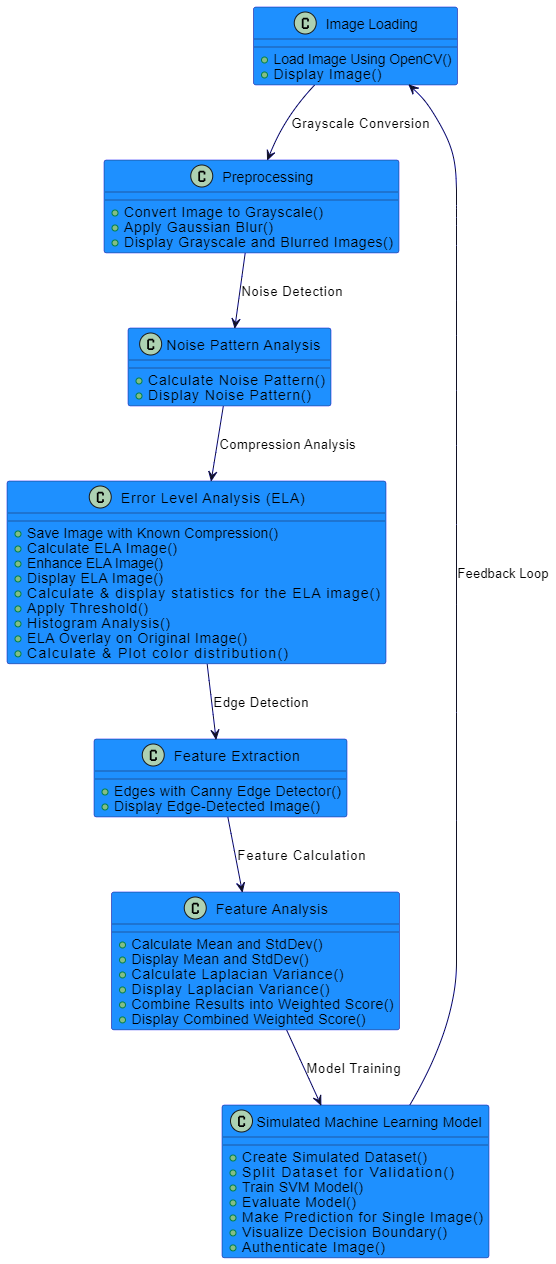 C Image Loading
Load Image Using OpenCV()
Display Image()
Grayscale Conversion
C Preprocessing
Convert Image to Grayscale()
Apply Gaussian Blur()
Display Grayscale and Blurred Images()
Noise Detection
C Noise Pattern Analysis
Calculate Noise Pattern()
Display Noise Pattern()
Compression Analysis
C Error Level Analysis (ELA)
Save Image with Known Compression()
Calculate ELA Image()
Enhance ELA Image()
Display ELA Image()
Calculate & display statistics for the ELA image()
Apply Threshold()
Histogram Analysis()
ELA Overlay on Original Image()
Calculate & Plot color distribution()
Feedback Loop
Edge Detection
C Feature Extraction
Edges with Canny Edge Detector()
Display Edge-Detected Image()
Feature Calculation
C Feature Analysis
Calculate Mean and StdDev()
Display Mean and StdDev()
Calculate Laplacian Variance()
Display Laplacian Variance()
Combine Results into Weighted Score()
Display Combined Weighted Score()
Model Training
C Simulated Machine Learning Model
Create Simulated Dataset()
Split Dataset for Validation()
Train SVM Model()
Evaluate Model()
Make Prediction for Single Image()
Visualize Decision Boundary()
Authenticate Image()